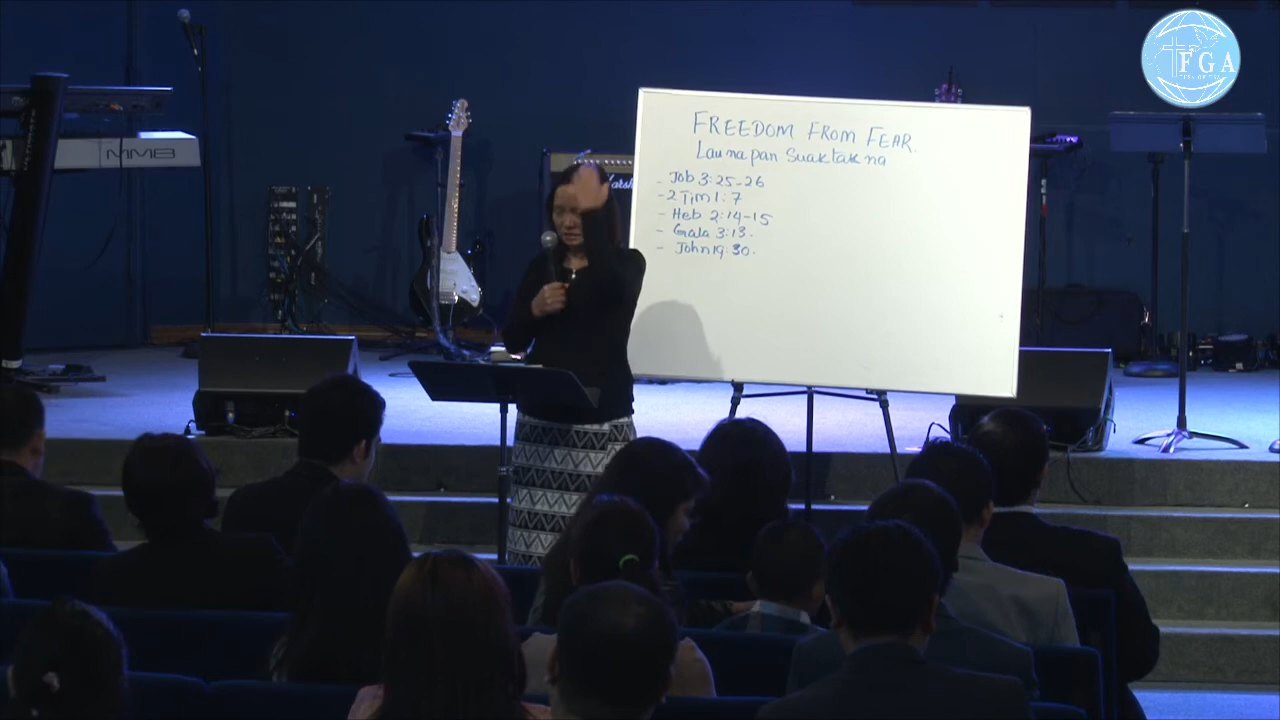 FGA
FREEDOM FROM FEAR.
Launapan Suaktakna
- Job 3:25-26
- 2 Tim 1:7
- Heb 2:14-15
- Gala 3:13.
- John 19:30.
MM8